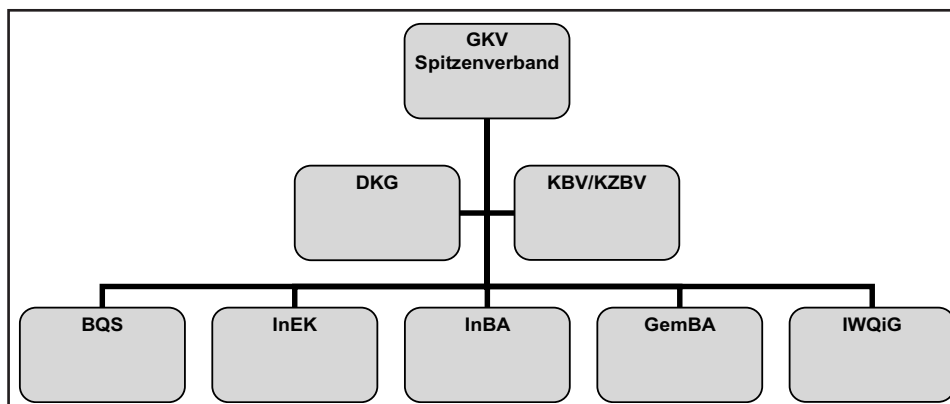 GKV
Spitzenverband
DKG
KBV/KZBV
BQS
InEK
InBA
GemBA
IWQiG